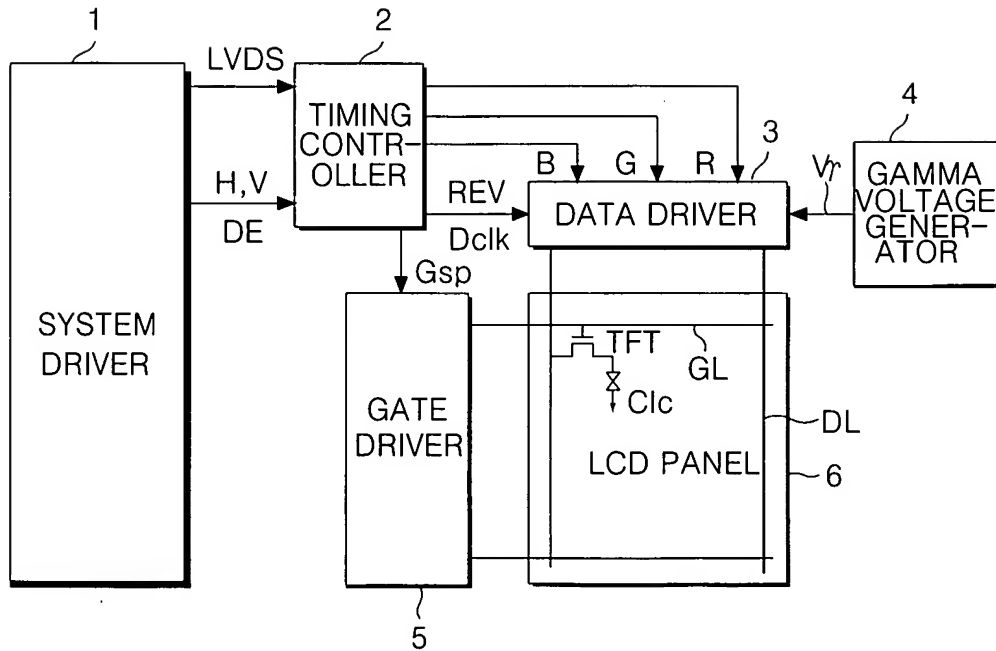 1
2
LVDS
TIMING
CONTR-
OLLER
3
4
B G R
Vr
GAMMA
VOLTAGE
GENER-
ATOR
H,V
DE
REV
Dclk
DATA DRIVER
Gsp
SYSTEM
DRIVER
TFT
GL
Clc
GATE
DRIVER
DL
LCD PANEL
6
5